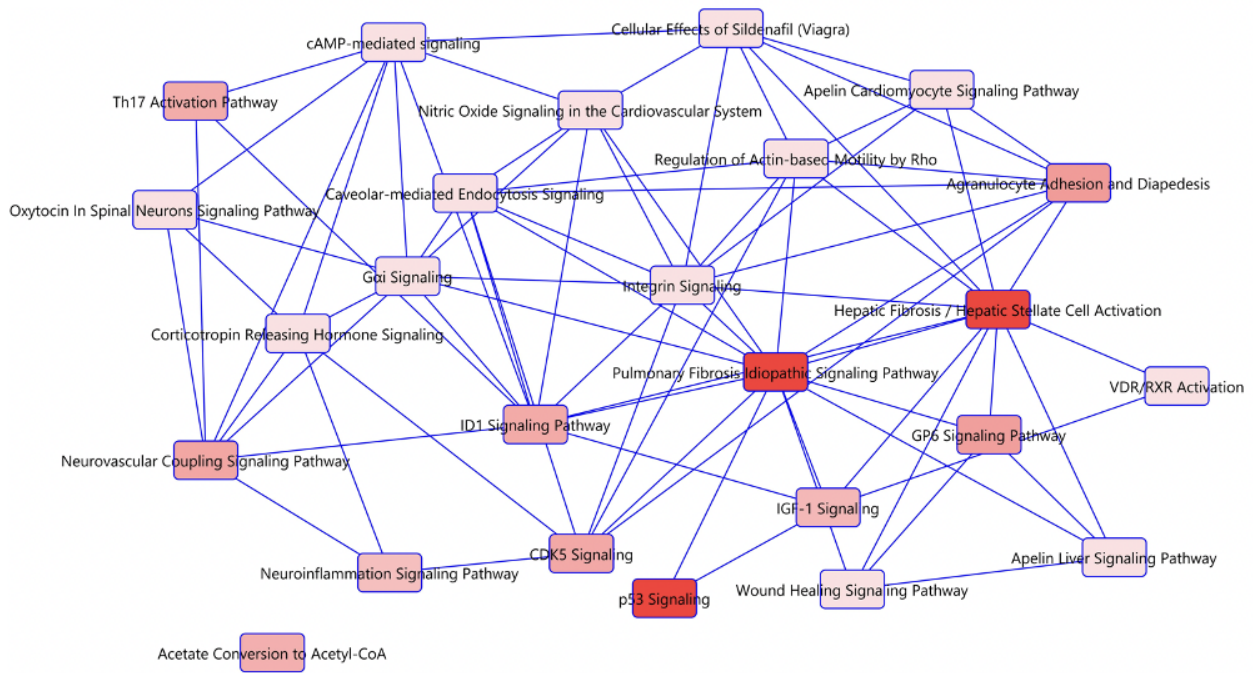 Cellular Effects of Sildenafil (Viagra)
cAMP-mediated signaling
Apelin Cardiomyocyte Signaling Pathway
Th17 Activation Pathway
Nitric Oxide Signaling in the Cardiovascular System
Regulation of Actin-based Motility by Rho
Agranulocyte Adhesion and Diapedesis
Caveolar-mediated Endocytosis Signaling
Oxytocin In Spinal Neurons Signaling Pathway
Gαi Signaling
Integrin Signaling
Hepatic Fibrosis / Hepatic Stellate Cell Activation
Corticotropin Releasing Hormone Signaling
Pulmonary Fibrosis Idiopathic Signaling Pathway
VDR/RXR Activation
ID1 Signaling Pathway
GP6 Signaling Pathway
Neurovascular Coupling Signaling Pathway
IGF-1 Signaling
CDK5 Signaling
Apelin Liver Signaling Pathway
Neuroinflammation Signaling Pathway
Wound Healing Signaling Pathway
p53 Signaling
Acetate Conversion to Acetyl-CoA